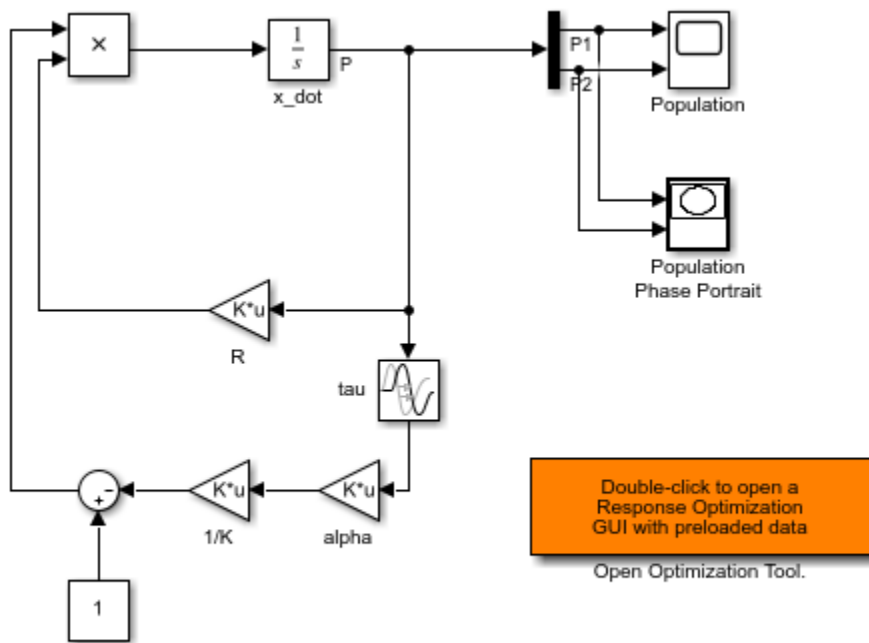 ×
1
s
x_dot
P
P1
P2
Population
Population
Phase Portrait
K*u
R
tau
K*u
1/K
K*u
alpha
+
-
1
Double-click to open a
Response Optimization
GUI with preloaded data
Open Optimization Tool.